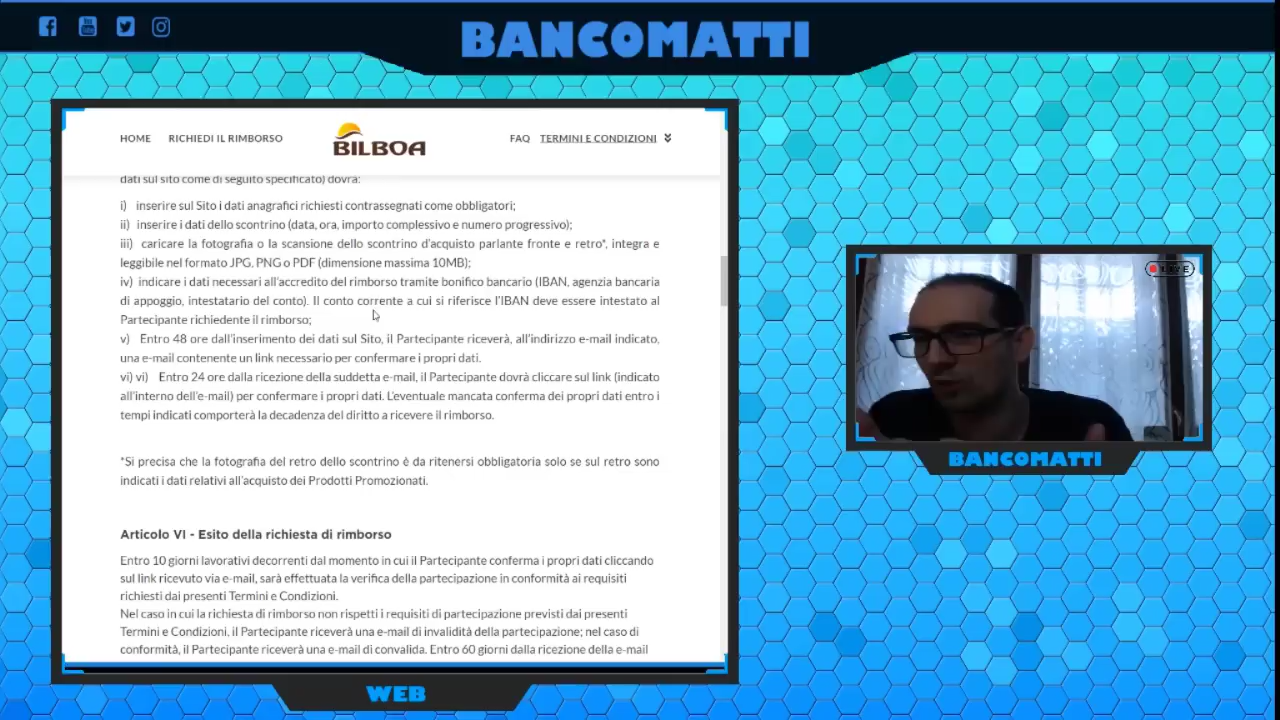 BANCOMATTI
HOME RICHIEDI IL RIMBORSO BILBOA FAQ TERMINI E CONDIZIONI
dati sul sito come di seguito specificato) dovrà:
i) inserire sul Sito i dati anagrafici richiesti contrassegnati come obbligatori;
ii) inserire i dati dello scontrino (data, ora, importo complessivo e numero progressivo);
iii) caricare la fotografia o la scansione dello scontrino d'acquisto parlante fronte e retro*, integra e
leggibile nel formato JPG, PNG o PDF (dimensione massima 10MB);
iv) indicare i dati necessari all'accredito del rimborso tramite bonifico bancario (IBAN, agenzia bancaria
di appoggio, intestatario del conto). Il conto corrente a cui si riferisce l'IBAN deve essere intestato al
Partecipante richiedente il rimborso;
v) Entro 48 ore dall'inserimento dei dati sul Sito, il Partecipante riceverà, all'indirizzo e-mail indicato,
una e-mail contenente un link necessario per confermare i propri dati.
vi) vi) Entro 24 ore dalla ricezione della suddetta e-mail, il Partecipante dovrà cliccare sul link (indicato
all'interno dell'e-mail) per confermare i propri dati. L'eventuale mancata conferma dei propri dati entro i
tempi indicati comporterà la decadenza del diritto a ricevere il rimborso.
*Si precisa che la fotografia del retro dello scontrino è da ritenersi obbligatoria solo se sul retro sono
indicati i dati relativi all'acquisto dei Prodotti Promozionati.
Articolo VI - Esito della richiesta di rimborso
Entro 10 giorni lavorativi decorrenti dal momento in cui il Partecipante conferma i propri dati cliccando
sul link ricevuto via e-mail, sarà effettuata la verifica della partecipazione in conformità ai requisiti
richiesti dai presenti Termini e Condizioni.
Nel caso in cui la richiesta di rimborso non rispetti i requisiti di partecipazione previsti dai presenti
Termini e Condizioni, il Partecipante riceverà una e-mail di invalidità della partecipazione; nel caso di
conformità, il Partecipante riceverà una e-mail di convalida. Entro 60 giorni dalla ricezione della e-mail
WEB
LIVE
BANCOMATTI